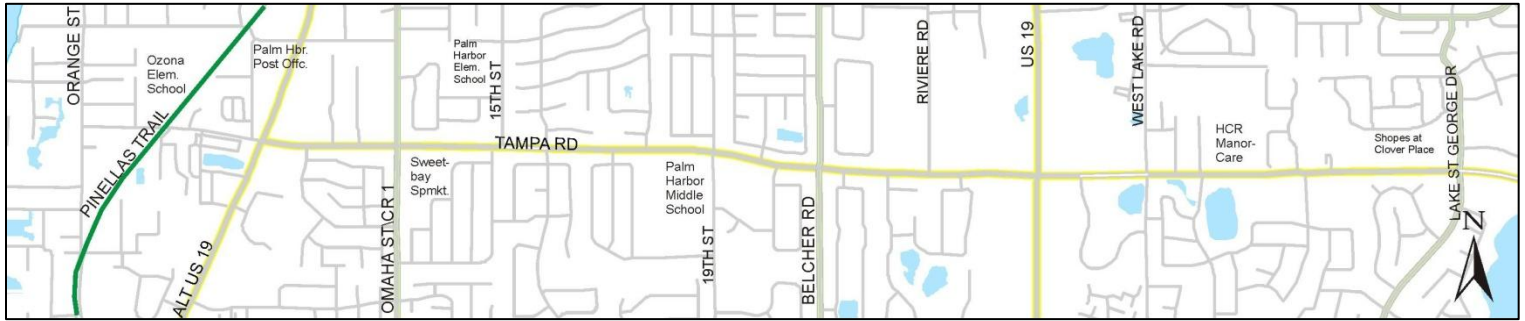 ORANGE ST
Ozona
Elem.
School
PINELLAS TRAIL
Palm Hbr.
Post Offc.
ALT US 19
OMAHA ST\CR 1
Sweet-
bay
Spmkt.
Palm
Harbor
Elem.
School
15TH ST
TAMPA RD
Palm
Harbor
Middle
School
19TH ST
BELCHER RD
RIVIERE RD
US 19
WEST LAKE RD
HCR
Manor-
Care
Shopes at
Clover Place
LAKE ST GEORGE DR
N